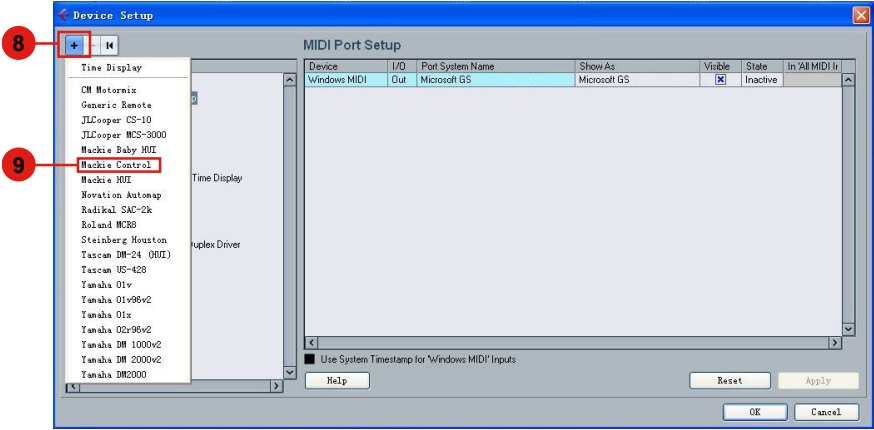 Device Setup
8
+ - 
MIDI Port Setup
Time Display
CM Motormix
Generic Remote
JLCooper CS-10
JLCooper MCS-3000
Mackie Baby HUI
9
Mackie Control
Mackie HUI
Novation Automap
Radikal SAC-2k
Roland MCR8
Steinberg Houston
Tascam DM-24 (HUI)
Tascam US-428
Yamaha 01v
Yamaha 01v96v2
Yamaha 01x
Yamaha 02r96v2
Yamaha DM 1000v2
Yamaha DM 2000v2
Yamaha DM2000
Time Display
uplex Driver
Device I/O Port System Name Show As Visible State In 'All MIDI Ir
Windows MIDI Out Microsoft GS Microsoft GS Inactive
Use System Timestamp for 'Windows MIDI' Inputs
Help Reset Apply
OK Cancel